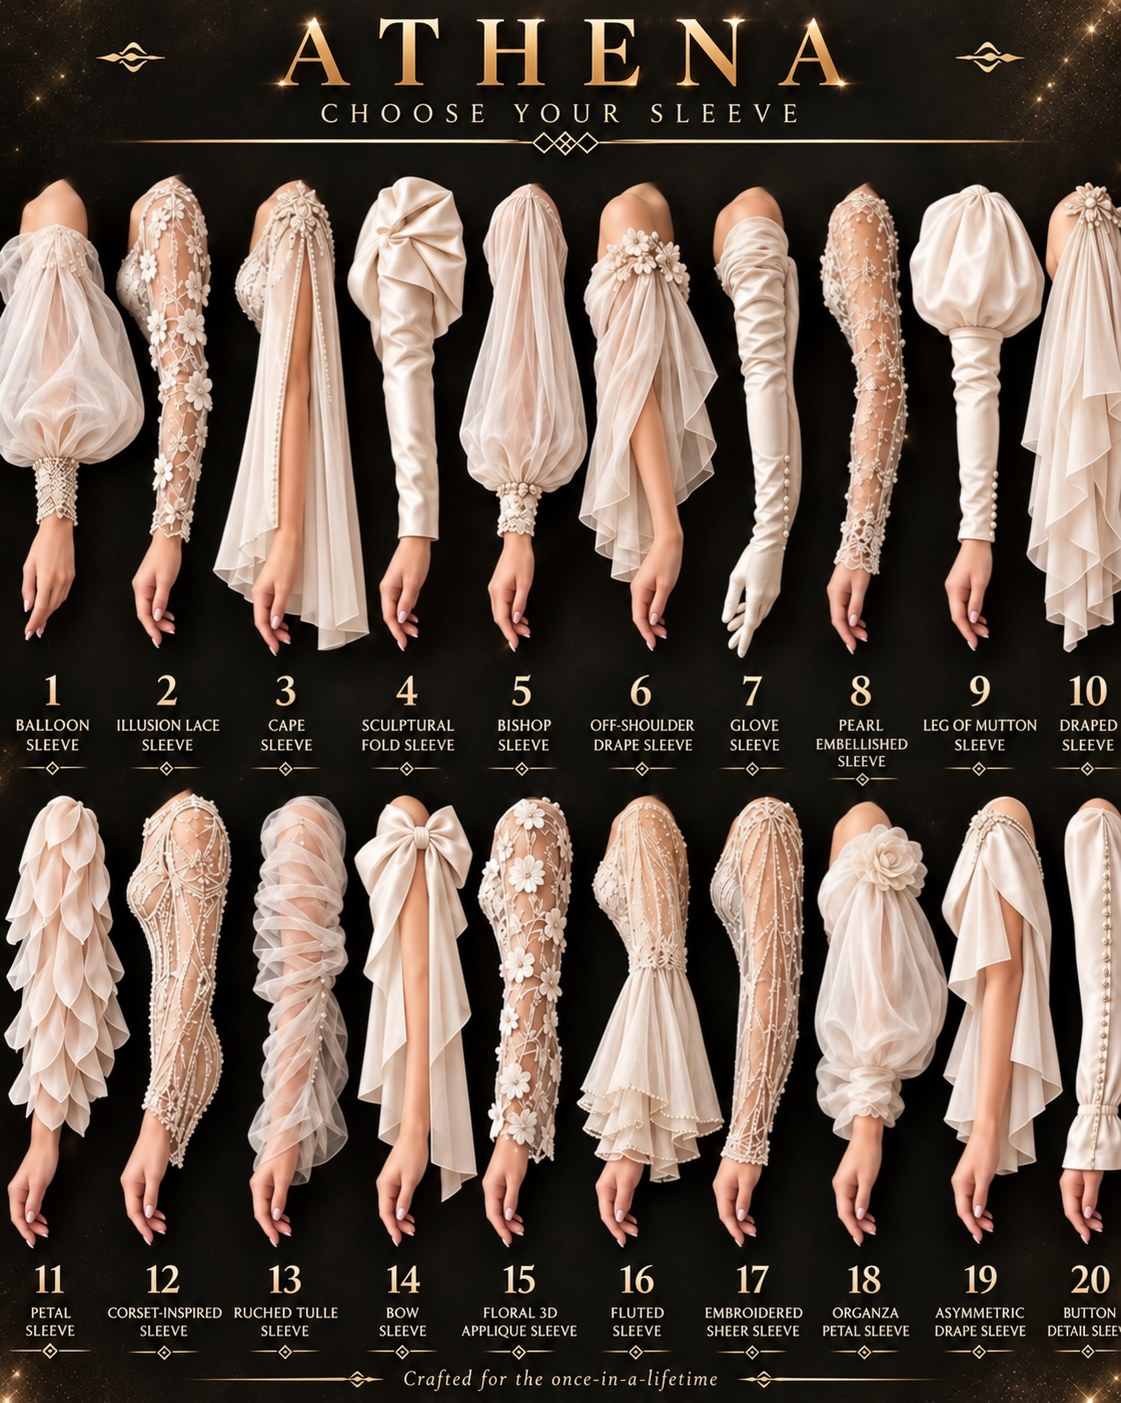 ATHENA
CHOOSE YOUR SLEEVE
1
BALLOON
SLEEVE
2
ILLUSION LACE
SLEEVE
3
CAPE
SLEEVE
4
SCULPTURAL
FOLD SLEEVE
5
BISHOP
SLEEVE
6
OFF-SHOULDER
DRAPE SLEEVE
7
GLOVE
SLEEVE
8
PEARL
EMBELLISHED
SLEEVE
9
LEG OF MUTTON
SLEEVE
10
DRAPED
SLEEVE
11
PETAL
SLEEVE
12
CORSET-INSPIRED
SLEEVE
13
RUCHED TULLE
SLEEVE
14
BOW
SLEEVE
15
FLORAL 3D
APPLIQUE SLEEVE
16
FLUTED
SLEEVE
17
EMBROIDERED
SHEER SLEEVE
18
ORGANZA
PETAL SLEEVE
19
ASYMMETRIC
DRAPE SLEEVE
20
BUTTON
DETAIL SLEEV
Crafted for the once-in-a-lifetime